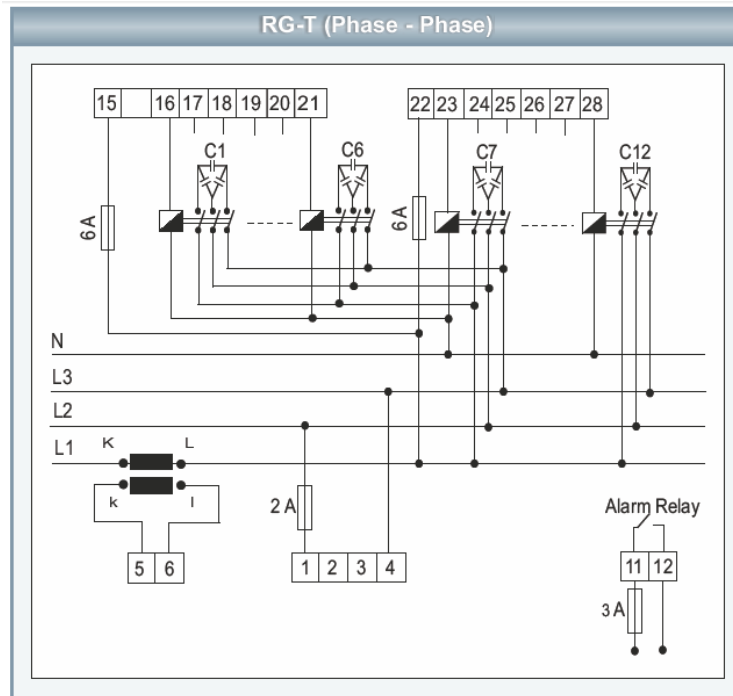 RG-T (Phase - Phase)
15 16 17 18 19 20 21 22 23 24 25 26 27 28
C1 C6 C7 C12
6 A 6 A
N
L3
L2
L1 K L
k l
2 A
Alarm Relay
5 6 1 2 3 4 11 12
3 A